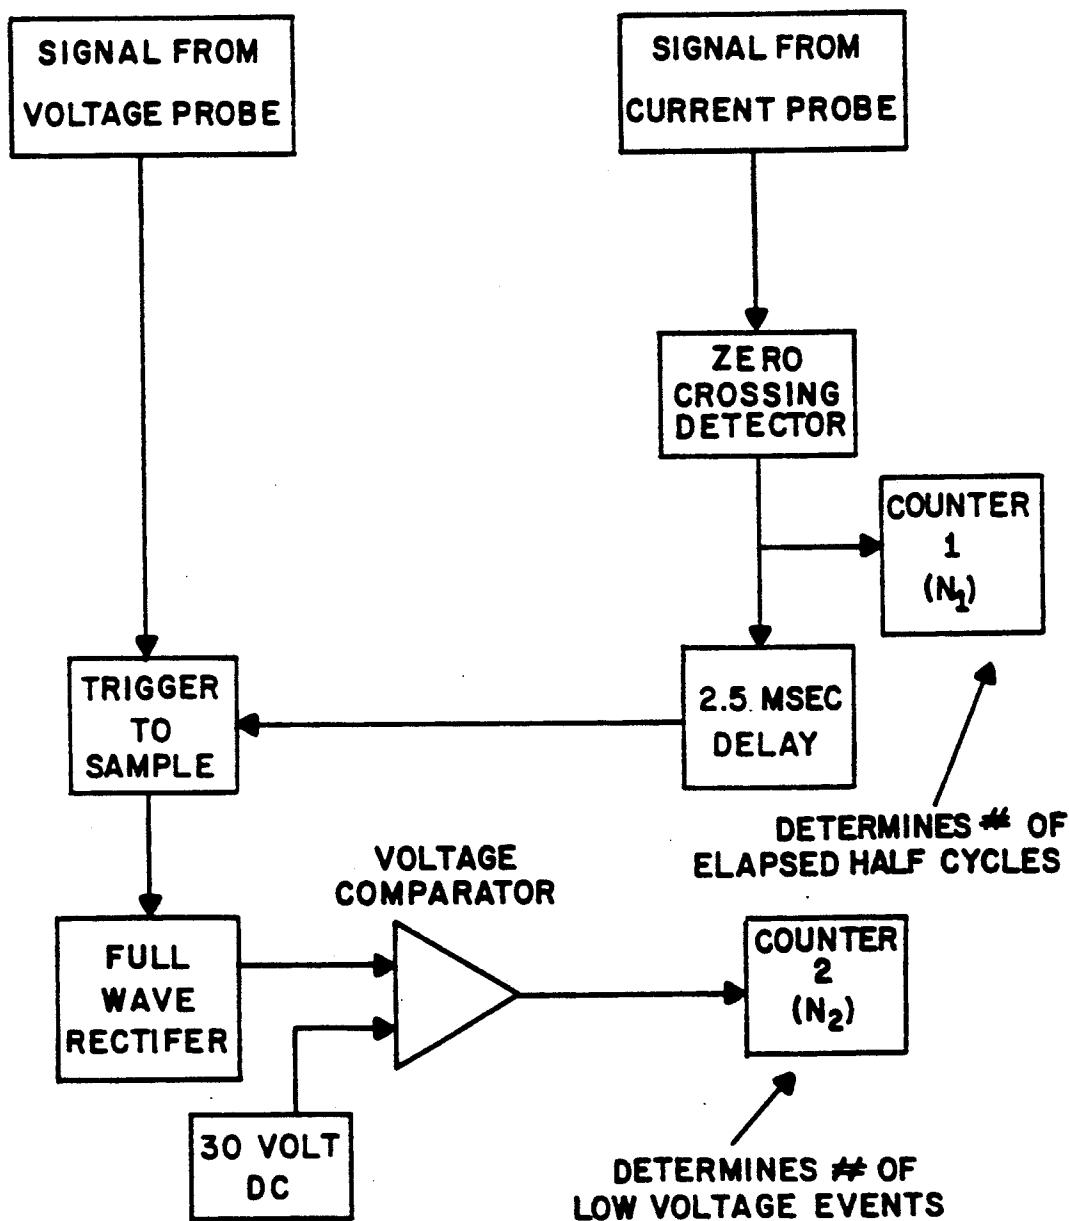 SIGNAL FROM
VOLTAGE PROBE
SIGNAL FROM
CURRENT PROBE
ZERO
CROSSING
DETECTOR
COUNTER
1
(N₁)
TRIGGER
TO
SAMPLE
2.5 MSEC
DELAY
DETERMINES # OF
ELAPSED HALF CYCLES
VOLTAGE
COMPARATOR
FULL
WAVE
RECTIFER
COUNTER
2
(N₂)
30 VOLT
DC
DETERMINES # OF
LOW VOLTAGE EVENTS